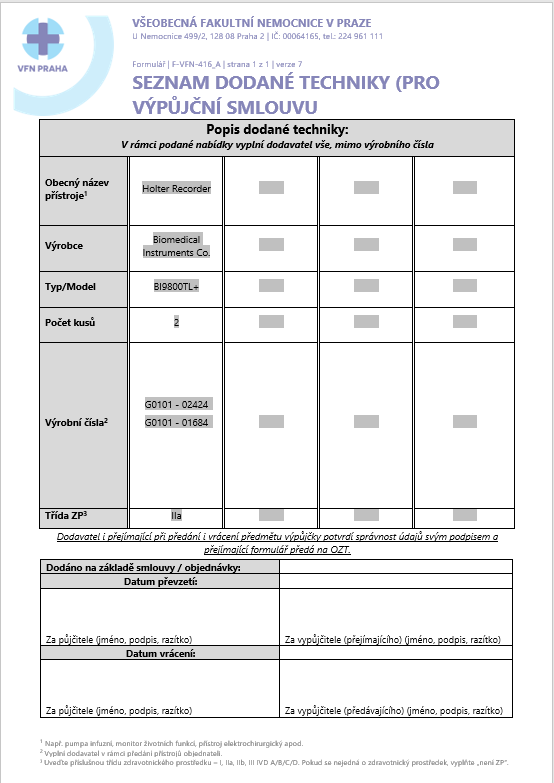 VŠEOBECNÁ FAKULTNÍ NEMOCNICE V PRAZE
U Nemocnice 499/2, 128 08 Praha 2 | IČ: 00064165, tel.: 224 961 111
VFN PRAHA
Formulář | F-VFN-416_A | strana 1 z 1 | verze 7
SEZNAM DODANÉ TECHNIKY (PRO
VÝPŮJČNÍ SMLOUVU
Popis dodané techniky:
V rámci podané nabídky vyplní dodavatel vše, mimo výrobního čísla
Obecný název
přístroje¹
Holter Recorder
Výrobce
Biomedical
Instruments Co.
Typ/Model
BI9800TL+
Počet kusů
2
Výrobní čísla²
G0101 - 02424
G0101 - 01684
Třída ZP³
IIa
Dodavatel i přejímající při předání i vrácení předmětu výpůjčky potvrdí správnost údajů svým podpisem a
přejímající formulář předá na OZT.
Dodáno na základě smlouvy / objednávky:
Datum převzetí:
Za půjčitele (jméno, podpis, razítko)
Za vypůjčitele (přejímajícího) (jméno, podpis, razítko)
Datum vrácení:
Za půjčitele (jméno, podpis, razítko)
Za vypůjčitele (předávajícího) (jméno, podpis, razítko)
¹ Např. pumpa infuzní, monitor životních funkcí, přístroj elektrochirurgický apod.
² Vyplní dodavatel v rámci předání přístrojů objednateli.
³ Uveďte příslušnou třídu zdravotnického prostředku – I, IIa, IIb, III IVD A/B/C/D. Pokud se nejedná o zdravotnický prostředek, vyplňte „není ZP“.